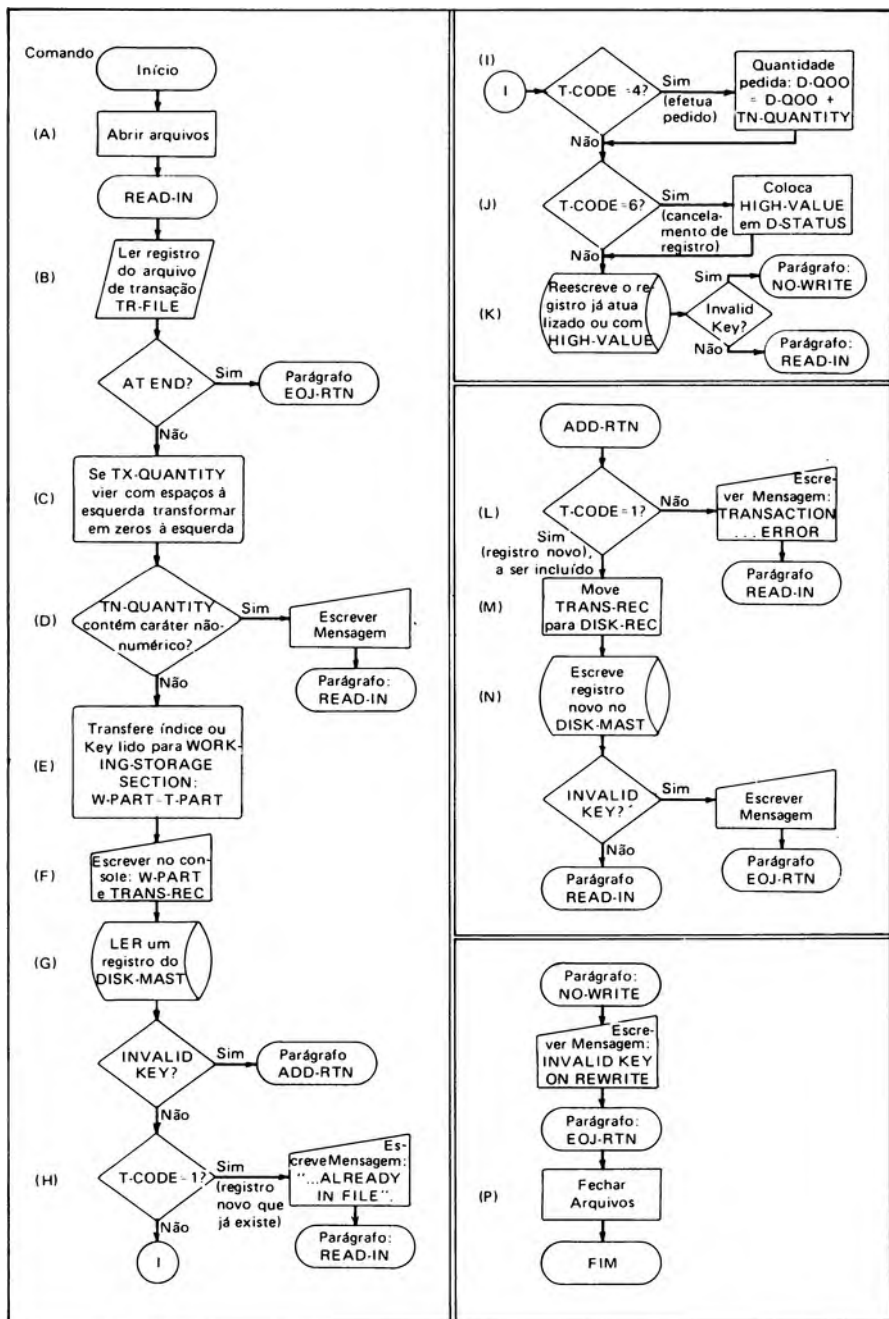 Comando
Início
(A)
Abrir arquivos
READ-IN
(B)
Ler registro
do arquivo
de transação
TR-FILE
AT END?
Sim
Parágrafo
EOJ-RTN
Não
(C)
Se TX-QUANTITY
vier com espaços à
esquerda transformar
em zeros à esquerda
(D)
TN-QUANTITY
contém caráter não-
numérico?
Sim
Escrever
Mensagem
Parágrafo:
READ-IN
Não
(E)
Transfere índice ou
Key lido para WORK-
ING-STORAGE
SECTION:
W-PART=T-PART
(F)
Escrever no con-
sole: W-PART
e TRANS-REC
(G)
LER um
registro do
DISK-MAST
INVALID
KEY?
Sim
Parágrafo
ADD-RTN
Não
(H)
T-CODE=1?
Sim
(registro
novo que
já existe)
Es-
creve Mensagem:
"...ALREADY
IN FILE".
Parágrafo:
READ-IN
Não
I
(I)
I
T-CODE=4?
Sim
(efetua
pedido)
Quantidade
pedida: D-QOO
= D-QOO +
TN-QUANTITY
Não
(J)
T-CODE=6?
Sim
(cancela-
mento de
registro)
Coloca
HIGH-VALUE
em D-STATUS
Não
(K)
Reescreve o re-
gistro já atua
lizado ou com
HIGH-VALUE
Invalid
Key?
Sim
Parágrafo:
NO-WRITE
Não
Parágrafo:
READ-IN
ADD-RTN
(L)
T-CODE=1?
Não
Escre-
ver Mensagem:
TRANSACTION
...ERROR
Parágrafo
READ-IN
Sim
(registro novo),
a ser incluído
(M)
Move
TRANS-REC
para DISK-REC
(N)
Escreve
registro
novo no
DISK-MAST
INVALID
KEY?
Sim
Escrever
Mensagem
Parágrafo
EOJ-RTN
Não
Parágrafo
READ-IN
Parágrafo:
NO-WRITE
Escre-
ver Mensagem:
INVALID KEY
ON REWRITE
Parágrafo:
EOJ-RTN
(P)
Fechar
Arquivos
FIM